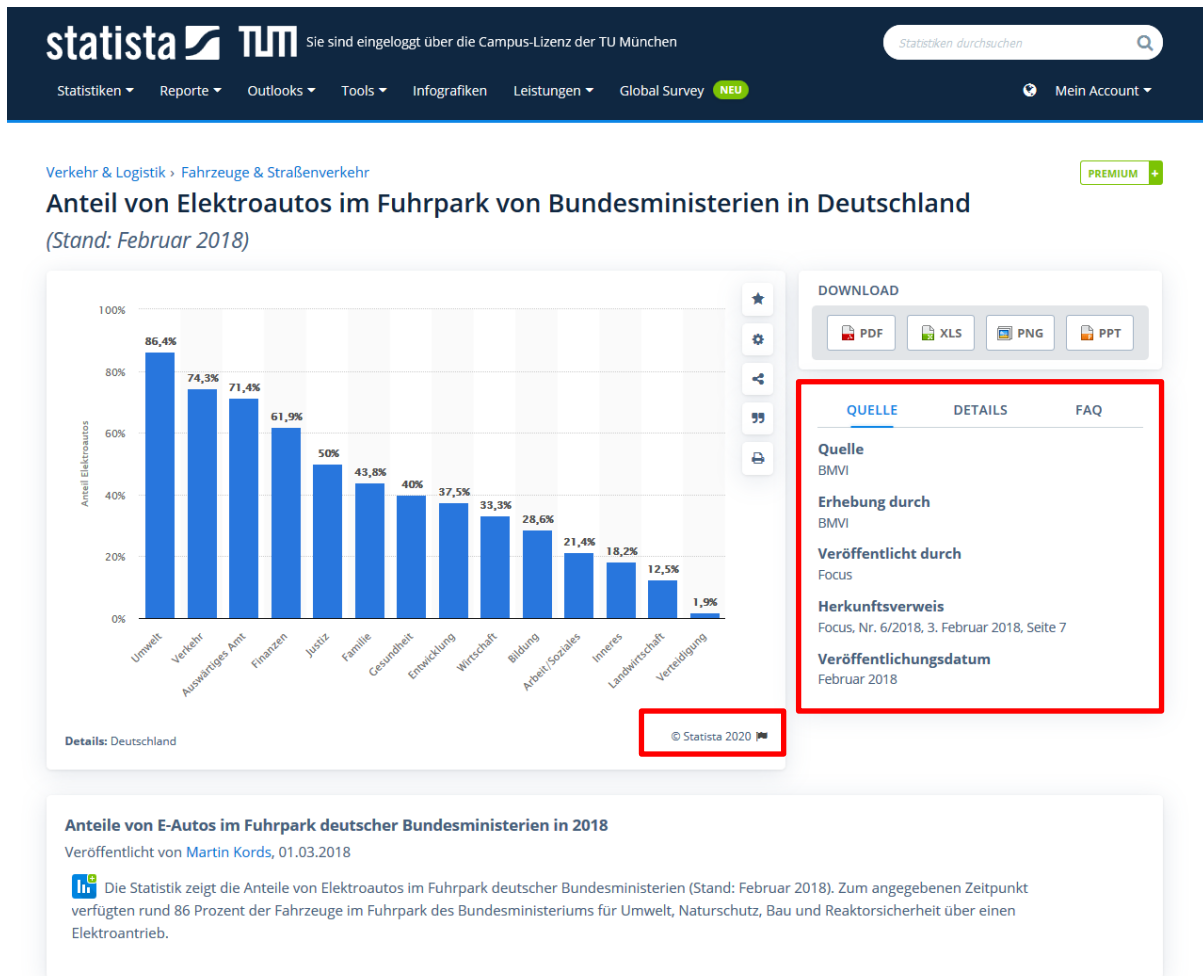 statista TUM Sie sind eingeloggt über die Campus-Lizenz der TU München Statistiken durchsuchen
Statistiken Reporte Outlooks Tools Infografiken Leistungen Global Survey NEU Mein Account
Verkehr & Logistik › Fahrzeuge & Straßenverkehr
PREMIUM +
Anteil von Elektroautos im Fuhrpark von Bundesministerien in Deutschland
(Stand: Februar 2018)
Anteil Elektroautos
100%
80%
60%
40%
20%
0%
86,4%
74,3%
71,4%
61,9%
50%
43,8%
40%
37,5%
33,3%
28,6%
21,4%
18,2%
12,5%
1,9%
Umwelt
Verkehr
Auswärtiges Amt
Finanzen
Justiz
Familie
Gesundheit
Entwicklung
Wirtschaft
Bildung
Arbeit/Soziales
Inneres
Landwirtschaft
Verteidigung
Details: Deutschland
© Statista 2020
DOWNLOAD
PDF XLS PNG PPT
QUELLE DETAILS FAQ
Quelle
BMVI
Erhebung durch
BMVI
Veröffentlicht durch
Focus
Herkunftsverweis
Focus, Nr. 6/2018, 3. Februar 2018, Seite 7
Veröffentlichungsdatum
Februar 2018
Anteile von E-Autos im Fuhrpark deutscher Bundesministerien in 2018
Veröffentlicht von Martin Kords, 01.03.2018
Die Statistik zeigt die Anteile von Elektroautos im Fuhrpark deutscher Bundesministerien (Stand: Februar 2018). Zum angegebenen Zeitpunkt
verfügten rund 86 Prozent der Fahrzeuge im Fuhrpark des Bundesministeriums für Umwelt, Naturschutz, Bau und Reaktorsicherheit über einen
Elektroantrieb.